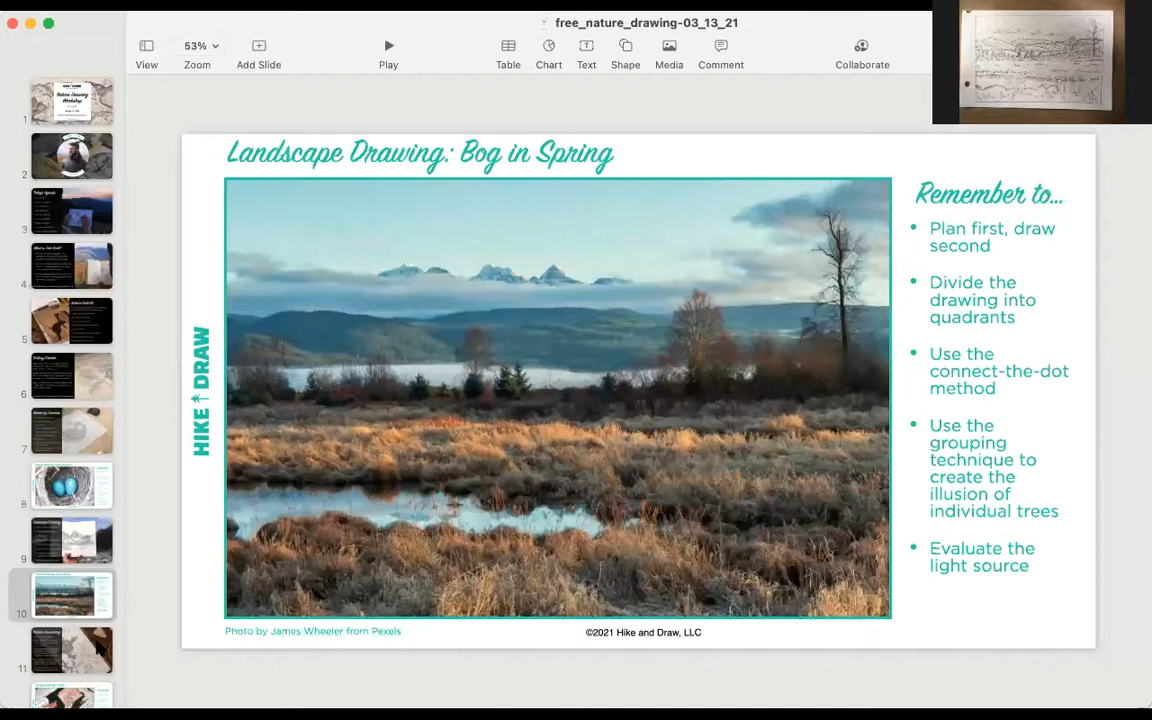 free_nature_drawing-03_13_21
53%
View
Zoom
Add Slide
Play
Table
Chart
Text
Shape
Media
Comment
Collaborate
1
2
3
4
5
6
7
8
9
10
11
Landscape Drawing: Bog in Spring
HIKE DRAW
Remember to...
• Plan first, draw
second
• Divide the
drawing into
quadrants
• Use the
connect-the-dot
method
• Use the
grouping
technique to
create the
illusion of
individual trees
• Evaluate the
light source
Photo by James Wheeler from Pexels
©2021 Hike and Draw, LLC